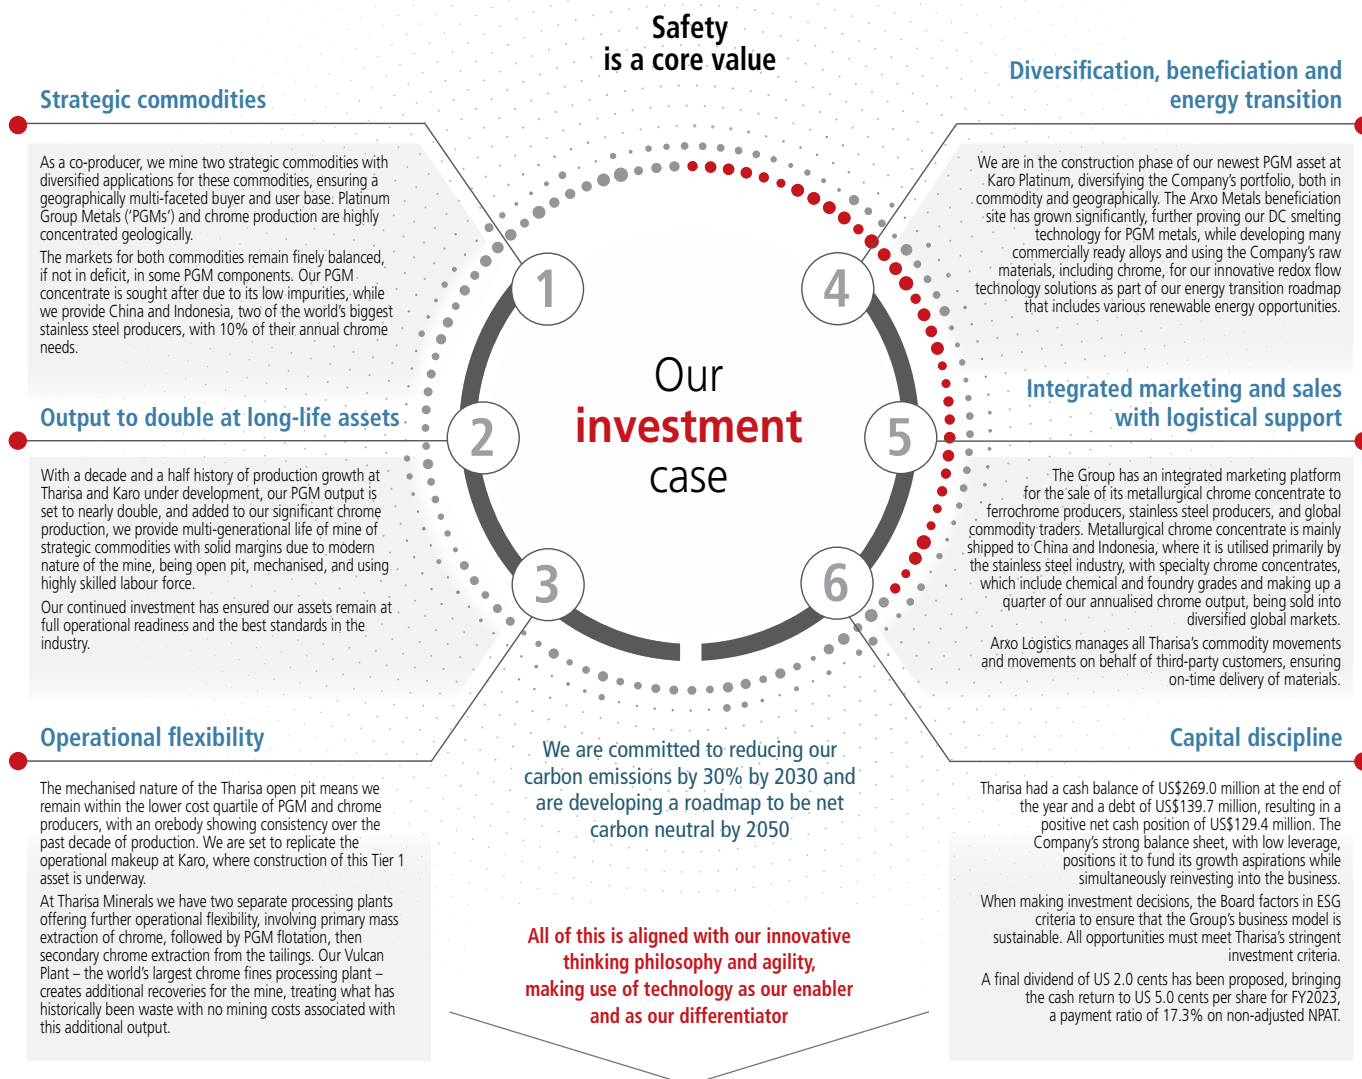 Safety
is a core value
Strategic commodities
As a co-producer, we mine two strategic commodities with
diversified applications for these commodities, ensuring a
geographically multi-faceted buyer and user base. Platinum
Group Metals (‘PGMs’) and chrome production are highly
concentrated geologically.
The markets for both commodities remain finely balanced,
if not in deficit, in some PGM components. Our PGM
concentrate is sought after due to its low impurities, while
we provide China and Indonesia, two of the world’s biggest
stainless steel producers, with 10% of their annual chrome
needs.
Output to double at long-life assets
With a decade and a half history of production growth at
Tharisa and Karo under development, our PGM output is
set to nearly double, and added to our significant chrome
production, we provide multi-generational life of mine of
strategic commodities with solid margins due to modern
nature of the mine, being open pit, mechanised, and using
highly skilled labour force.
Our continued investment has ensured our assets remain at
full operational readiness and the best standards in the
industry.
Operational flexibility
The mechanised nature of the Tharisa open pit means we
remain within the lower cost quartile of PGM and chrome
producers, with an orebody showing consistency over the
past decade of production. We are set to replicate the
operational makeup at Karo, where construction of this Tier 1
asset is underway.
At Tharisa Minerals we have two separate processing plants
offering further operational flexibility, involving primary mass
extraction of chrome, followed by PGM flotation, then
secondary chrome extraction from the tailings. Our Vulcan
Plant – the world’s largest chrome fines processing plant –
creates additional recoveries for the mine, treating what has
historically been waste with no mining costs associated with
this additional output.
1
2
3
4
5
6
Our
investment
case
We are committed to reducing our
carbon emissions by 30% by 2030 and
are developing a roadmap to be net
carbon neutral by 2050
All of this is aligned with our innovative
thinking philosophy and agility,
making use of technology as our enabler
and as our differentiator
Diversification, beneficiation and
energy transition
We are in the construction phase of our newest PGM asset at
Karo Platinum, diversifying the Company’s portfolio, both in
commodity and geographically. The Arxo Metals beneficiation
site has grown significantly, further proving our DC smelting
technology for PGM metals, while developing many
commercially ready alloys and using the Company’s raw
materials, including chrome, for our innovative redox flow
technology solutions as part of our energy transition roadmap
that includes various renewable energy opportunities.
Integrated marketing and sales
with logistical support
The Group has an integrated marketing platform
for the sale of its metallurgical chrome concentrate to
ferrochrome producers, stainless steel producers, and global
commodity traders. Metallurgical chrome concentrate is mainly
shipped to China and Indonesia, where it is utilised primarily by
the stainless steel industry, with specialty chrome concentrates,
which include chemical and foundry grades and making up a
quarter of our annualised chrome output, being sold into
diversified global markets.
Arxo Logistics manages all Tharisa’s commodity movements
and movements on behalf of third-party customers, ensuring
on-time delivery of materials.
Capital discipline
Tharisa had a cash balance of US$269.0 million at the end of
the year and a debt of US$139.7 million, resulting in a
positive net cash position of US$129.4 million. The
Company’s strong balance sheet, with low leverage,
positions it to fund its growth aspirations while
simultaneously reinvesting into the business.
When making investment decisions, the Board factors in ESG
criteria to ensure that the Group’s business model is
sustainable. All opportunities must meet Tharisa’s stringent
investment criteria.
A final dividend of US 2.0 cents has been proposed, bringing
the cash return to US 5.0 cents per share for FY2023,
a payment ratio of 17.3% on non-adjusted NPAT.